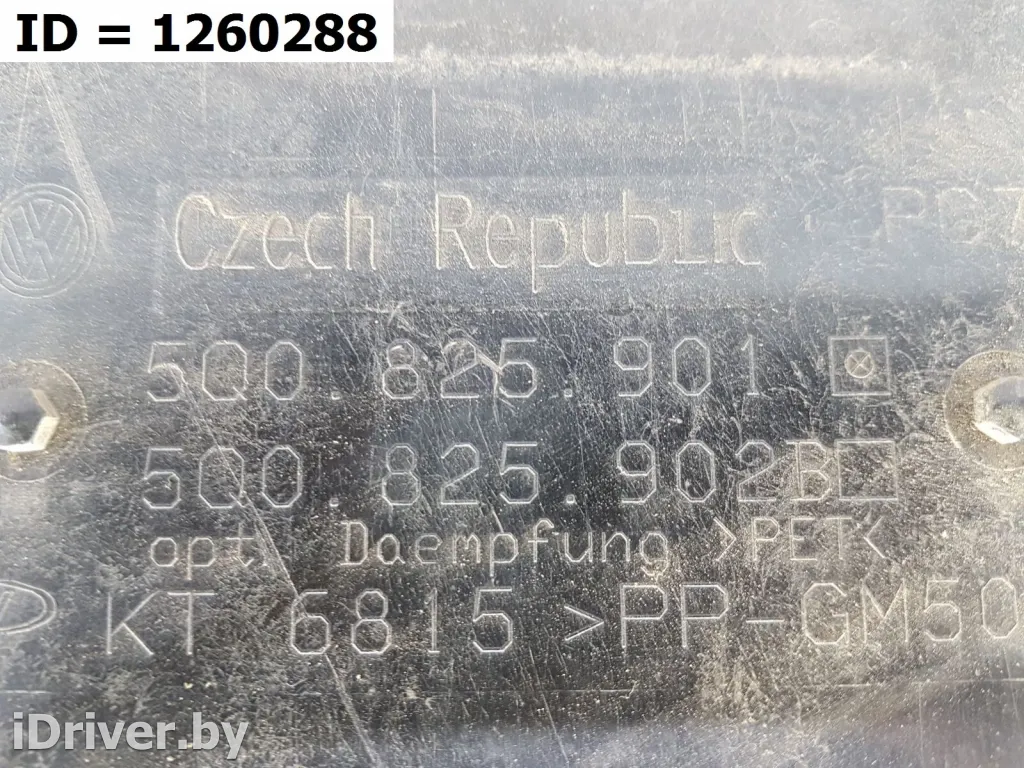 ID = 1260288
Czech Republic PC7
5Q0.825.901
5Q0.825.902B
opt. Daempfung >PET<
KT 6815 >PP-GM50
iDriver.by